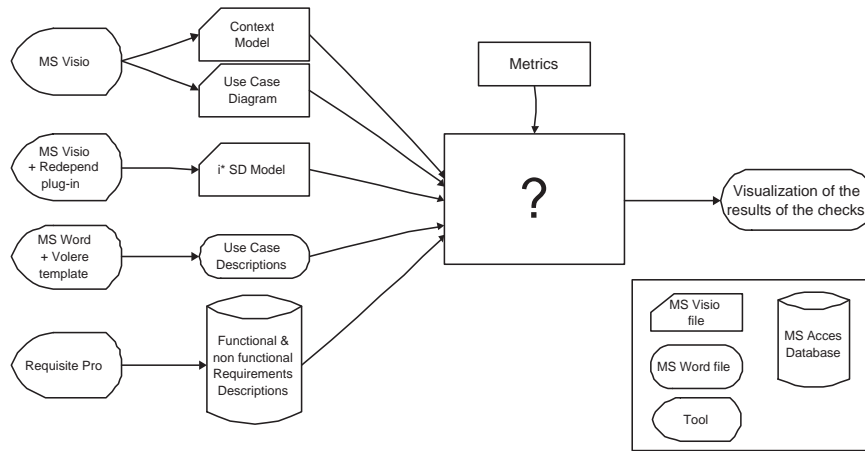 MS Visio
Context
Model
Use Case
Diagram
Metrics
MS Visio
+ Redepend
plug-in
i* SD Model
?
Visualization of the
results of the checks
MS Word
+ Volere
template
Use Case
Descriptions
Requisite Pro
Functional &
non functional
Requirements
Descriptions
MS Visio
file
MS Acces
Database
MS Word file
Tool